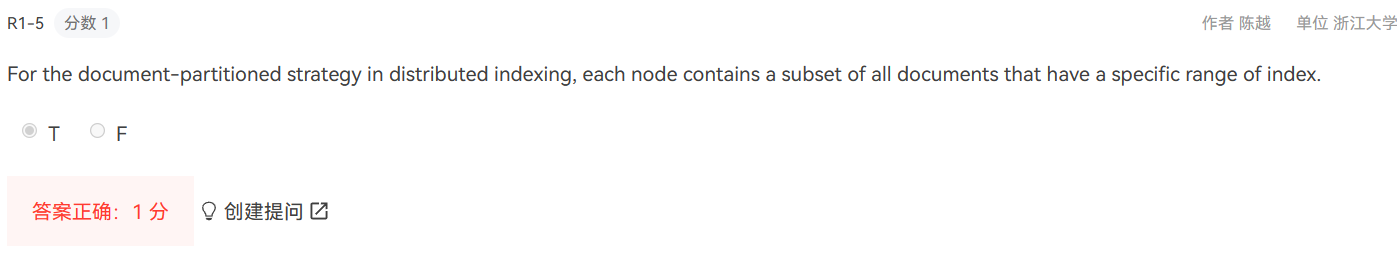 R1-5 分数 1 作者 陈越 单位 浙江大学
For the document-partitioned strategy in distributed indexing, each node contains a subset of all documents that have a specific range of index.
T F
答案正确：1 分 创建提问